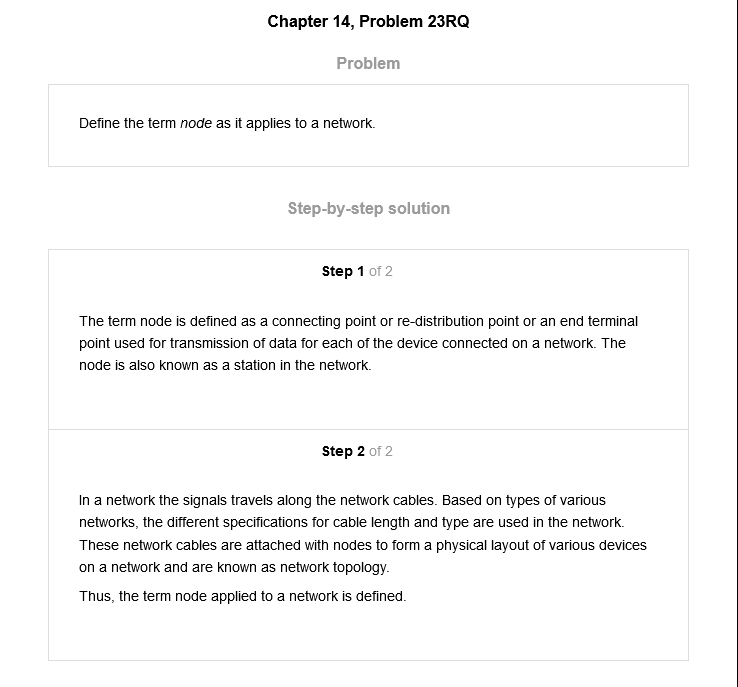 Chapter 14, Problem 23RQ
Problem
Define the term node as it applies to a network.
Step-by-step solution
Step 1 of 2
The term node is defined as a connecting point or re-distribution point or an end terminal
point used for transmission of data for each of the device connected on a network. The
node is also known as a station in the network.
Step 2 of 2
In a network the signals travels along the network cables. Based on types of various
networks, the different specifications for cable length and type are used in the network.
These network cables are attached with nodes to form a physical layout of various devices
on a network and are known as network topology.
Thus, the term node applied to a network is defined.